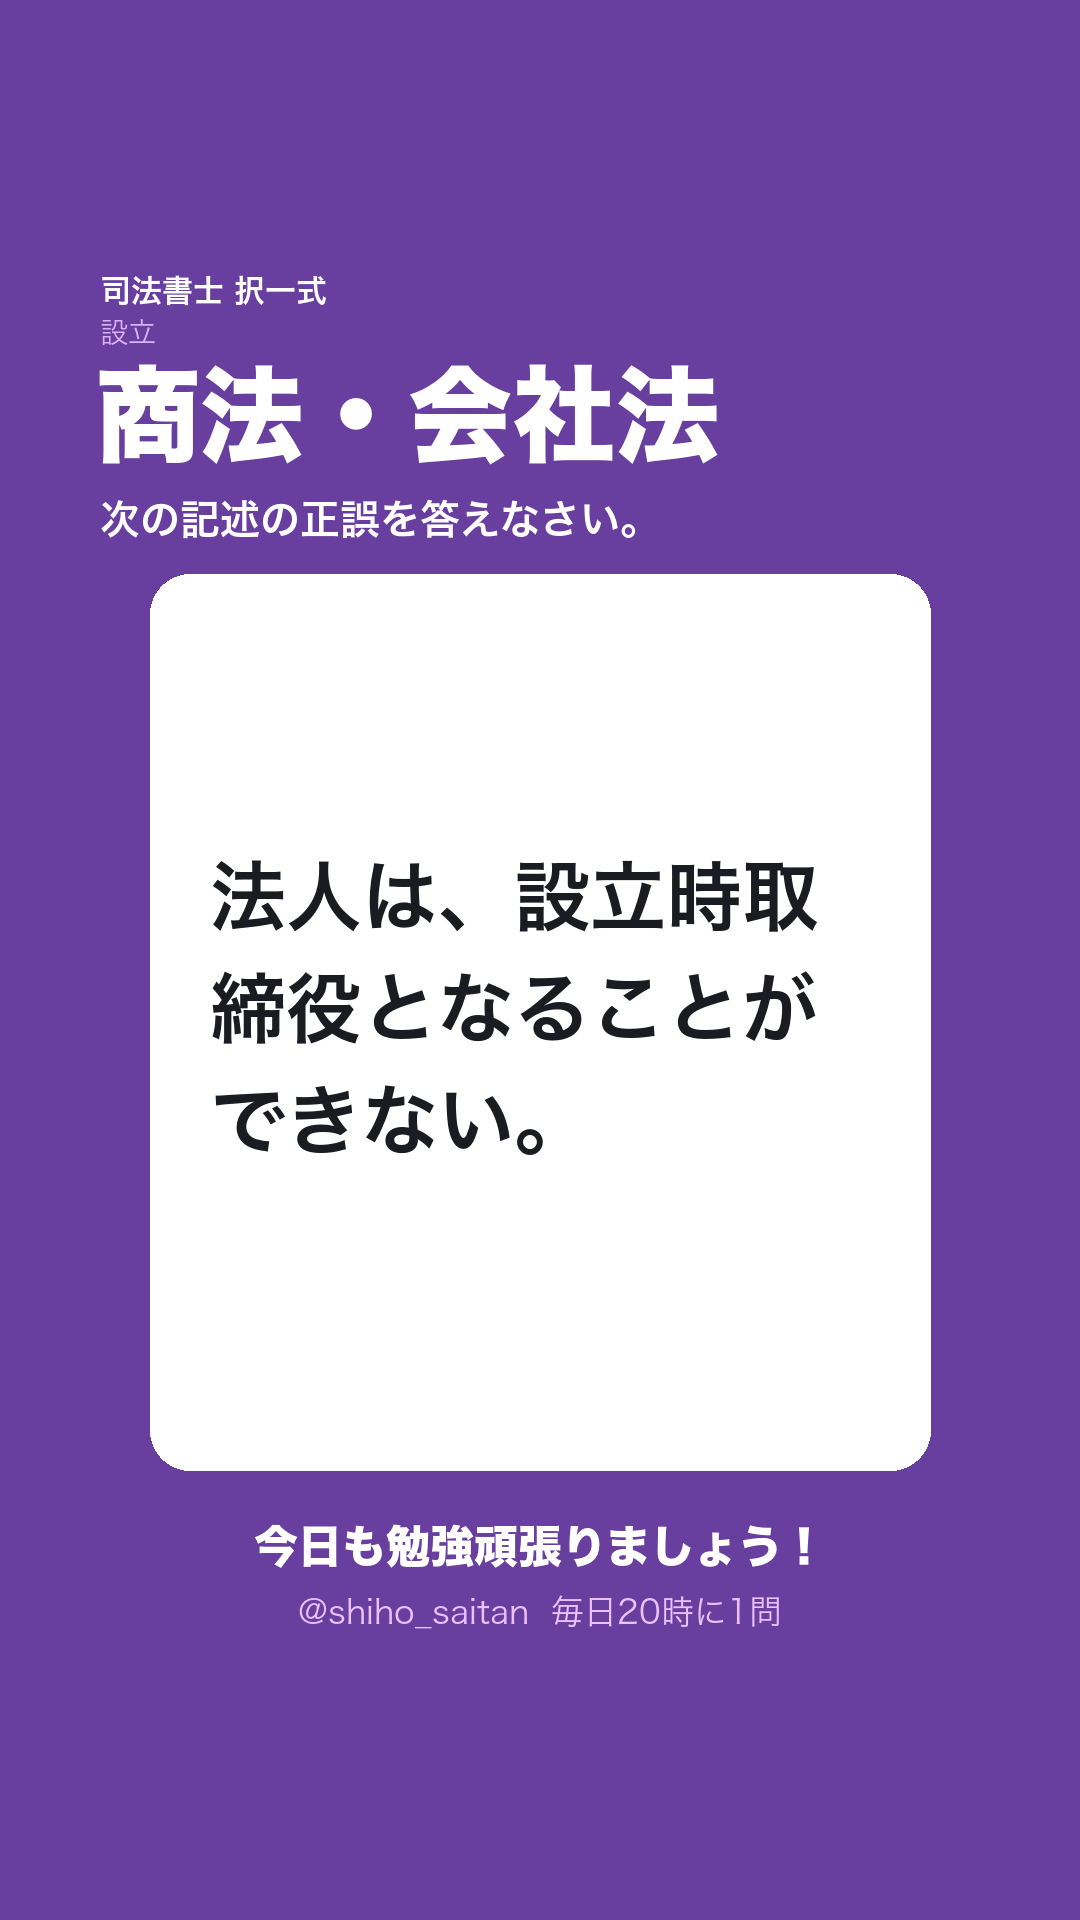 司法書士 択一式
設立
商法・会社法
次の記述の正誤を答えなさい。
法人は、設立時取
締役となることが
できない。
今日も勉強頑張りましょう！
@shiho_saitan 毎日20時に1問